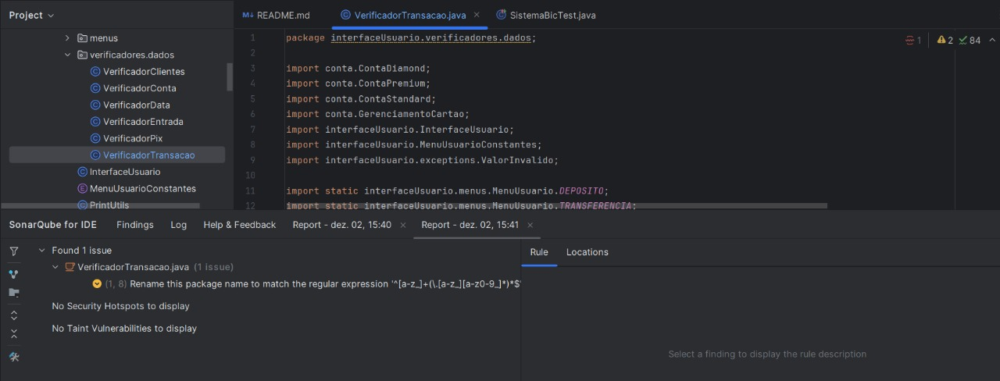 Project
README.md
VerificadorTransacao.java
SistemaBicTest.java
menus
verificadores.dados
VerificadorClientes
VerificadorConta
VerificadorData
VerificadorEntrada
VerificadorPix
VerificadorTransacao
InterfaceUsuario
MenuUsuarioConstantes
PrintUtils
1 package interfaceUsuario.verificadores.dados;
1 2 84
2
3 import conta.ContaDiamond;
4 import conta.ContaPremium;
5 import conta.ContaStandard;
6 import conta.GerenciamentoCartao;
7 import interfaceUsuario.InterfaceUsuario;
8 import interfaceUsuario.MenuUsuarioConstantes;
9 import interfaceUsuario.exceptions.ValorInvalido;
10
11 import static interfaceUsuario.menus.MenuUsuario.DEPOSITO;
12 import static interfaceUsuario.menus.MenuUsuario.TRANSFERENCIA;
SonarQube for IDE Findings Log Help & Feedback Report - dez. 02, 15:40 Report - dez. 02, 15:41
Found 1 issue
VerificadorTransacao.java (1 issue)
(1, 8) Rename this package name to match the regular expression '^[a-z_]+(\.[a-z_][a-z0-9_]*)*$'
No Security Hotspots to display
No Taint Vulnerabilities to display
Rule Locations
Select a finding to display the rule description